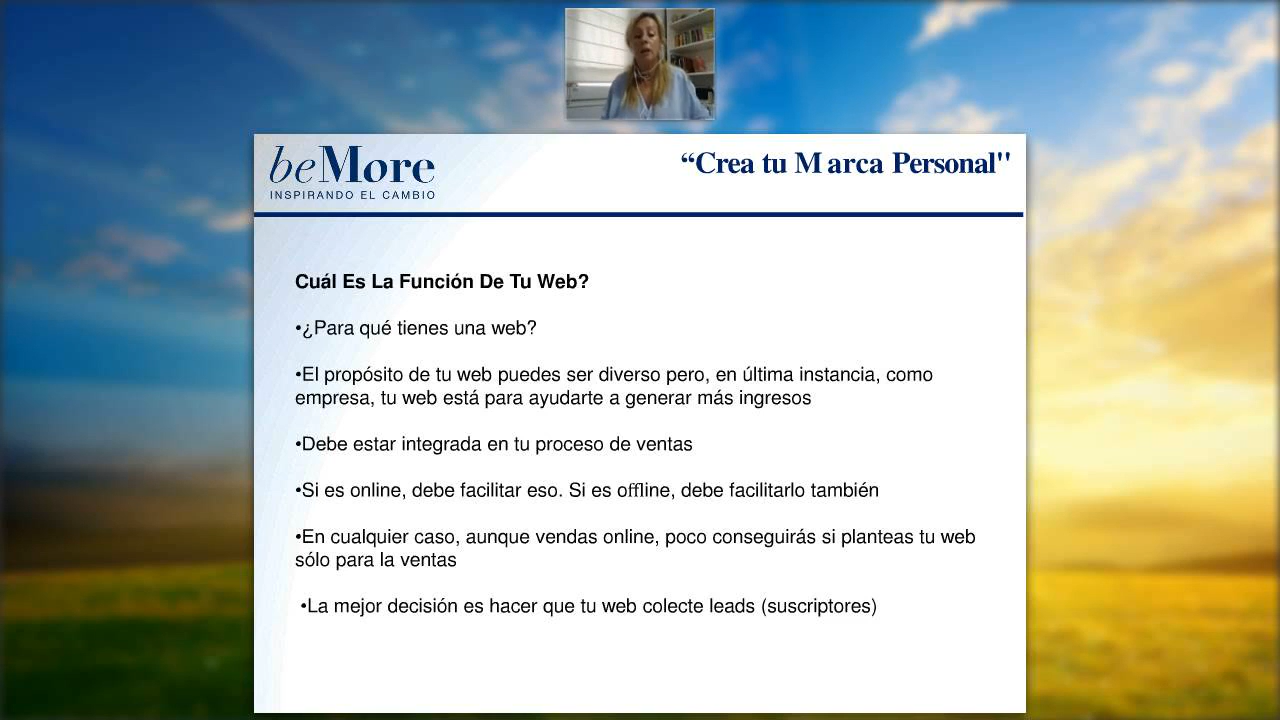 beMore
INSPIRANDO EL CAMBIO
“Crea tu Marca Personal"
Cuál Es La Función De Tu Web?
•¿Para qué tienes una web?
•El propósito de tu web puedes ser diverso pero, en última instancia, como
empresa, tu web está para ayudarte a generar más ingresos
•Debe estar integrada en tu proceso de ventas
•Si es online, debe facilitar eso. Si es offline, debe facilitarlo también
•En cualquier caso, aunque vendas online, poco conseguirás si planteas tu web
sólo para la ventas
•La mejor decisión es hacer que tu web colecte leads (suscriptores)